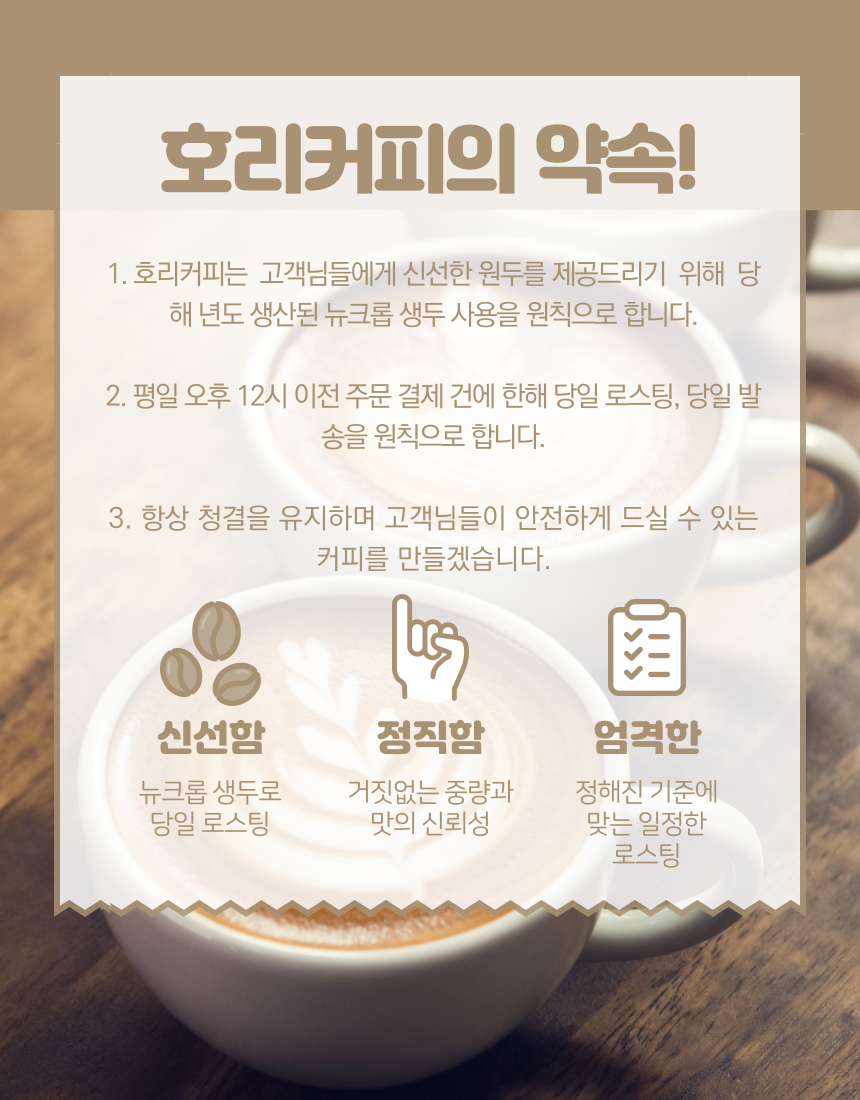 호리커피의 약속!
1. 호리커피는 고객님들에게 신선한 원두를 제공드리기 위해 당
해 년도 생산된 뉴크롭 생두 사용을 원칙으로 합니다.
2. 평일 오후 12시 이전 주문 결제 건에 한해 당일 로스팅, 당일 발
송을 원칙으로 합니다.
3. 항상 청결을 유지하며 고객님들이 안전하게 드실 수 있는
커피를 만들겠습니다.
신선함
뉴크롭 생두로
당일 로스팅
정직함
거짓없는 중량과
맛의 신뢰성
엄격한
정해진 기준에
맞는 일정한
로스팅